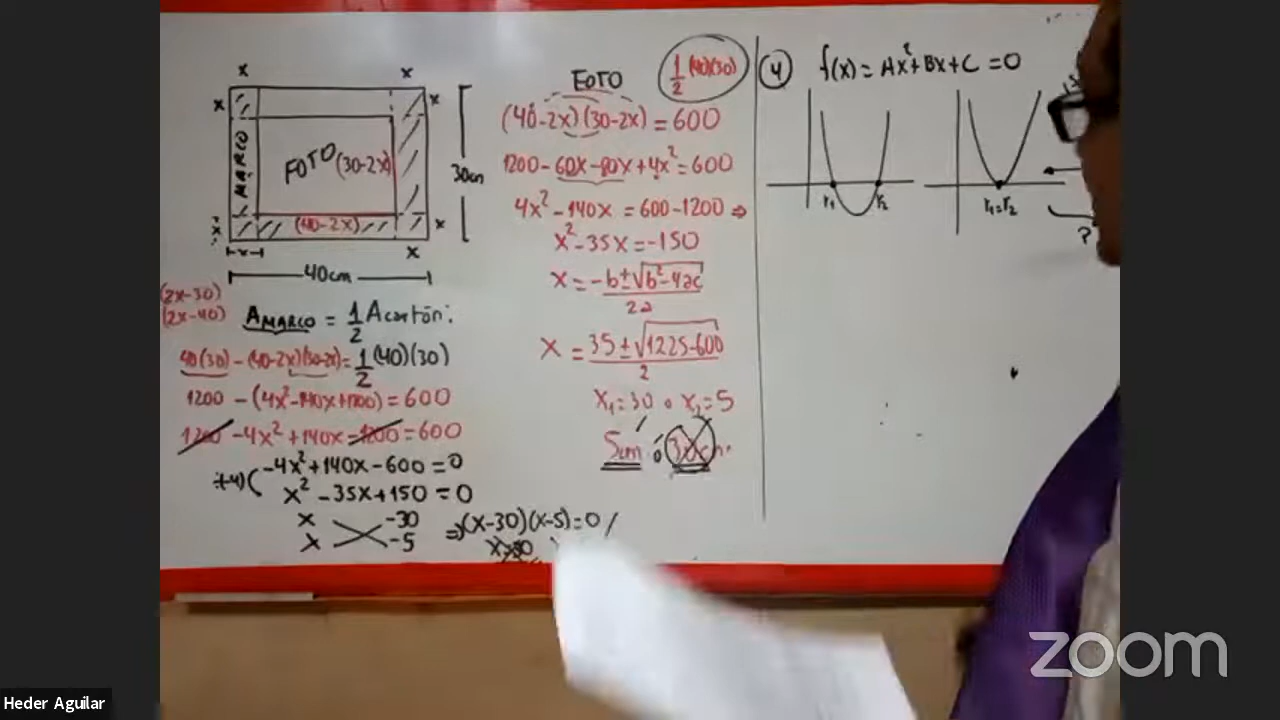 x x
x x
MARCO
FOTO (30-2x)
30cm
(40-2x)
x x
x x
40cm
(2x-30)
(2x-40)
AMARCO = 1/2 A cartón:
40(30) - (40-2x)(30-2x) = 1/2 (40)(30)
1200 - (4x²-140x+1200) = 600
1200 - 4x² + 140x - 1200 = 600
÷(-4) ( -4x² + 140x - 600 = 0
x² - 35x + 150 = 0
x -30
x -5
⇒ (x-30)(x-5) = 0 /
x=30
FOTO
1/2 (40)(30)
(40-2x)(30-2x) = 600
1200 - 60x - 80x + 4x² = 600
4x² - 140x = 600 - 1200 ⇒
x² - 35x = -150
x = -b ± √b² - 4ac / 2a
x = 35 ± √1225 - 600 / 2
x₁ = 30 o x₂ = 5
5cm ó
4 f(x) = Ax² + Bx + C = 0
r₁ r₂
r₁=r₂
?
zoom
Heder Aguilar